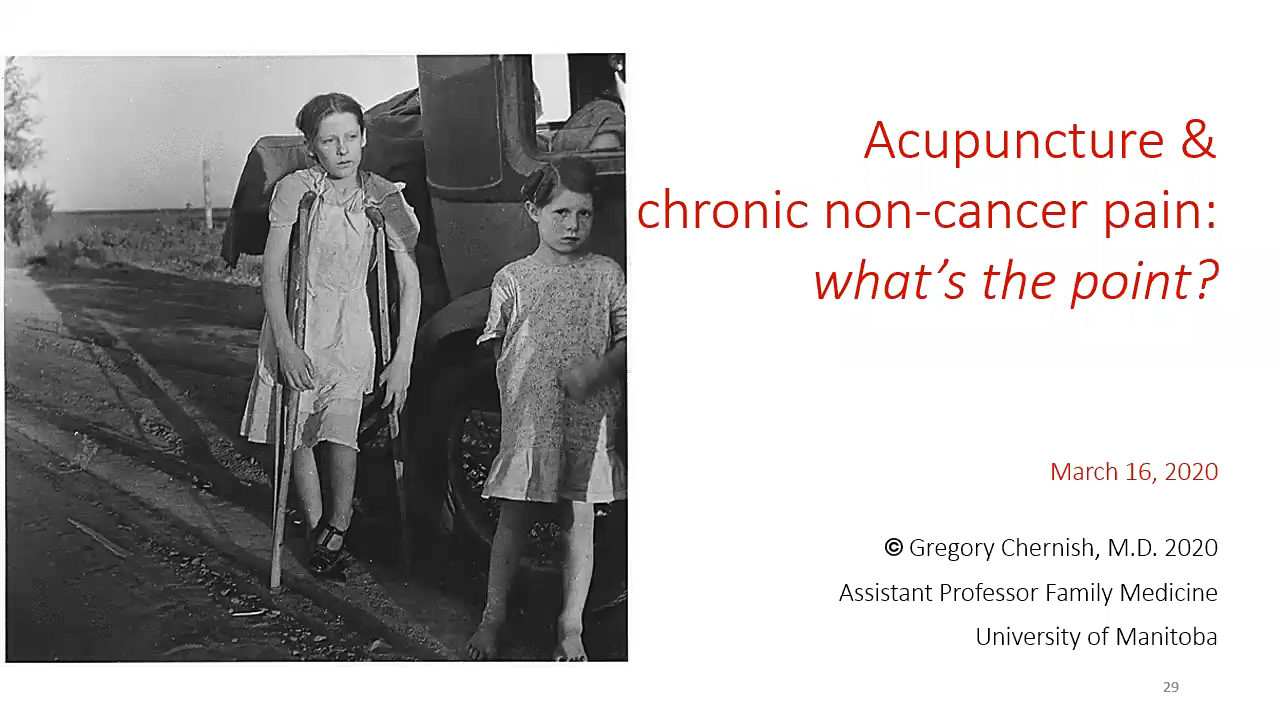 Acupuncture &
chronic non-cancer pain:
what's the point?
March 16, 2020
© Gregory Chernish, M.D. 2020
Assistant Professor Family Medicine
University of Manitoba
29